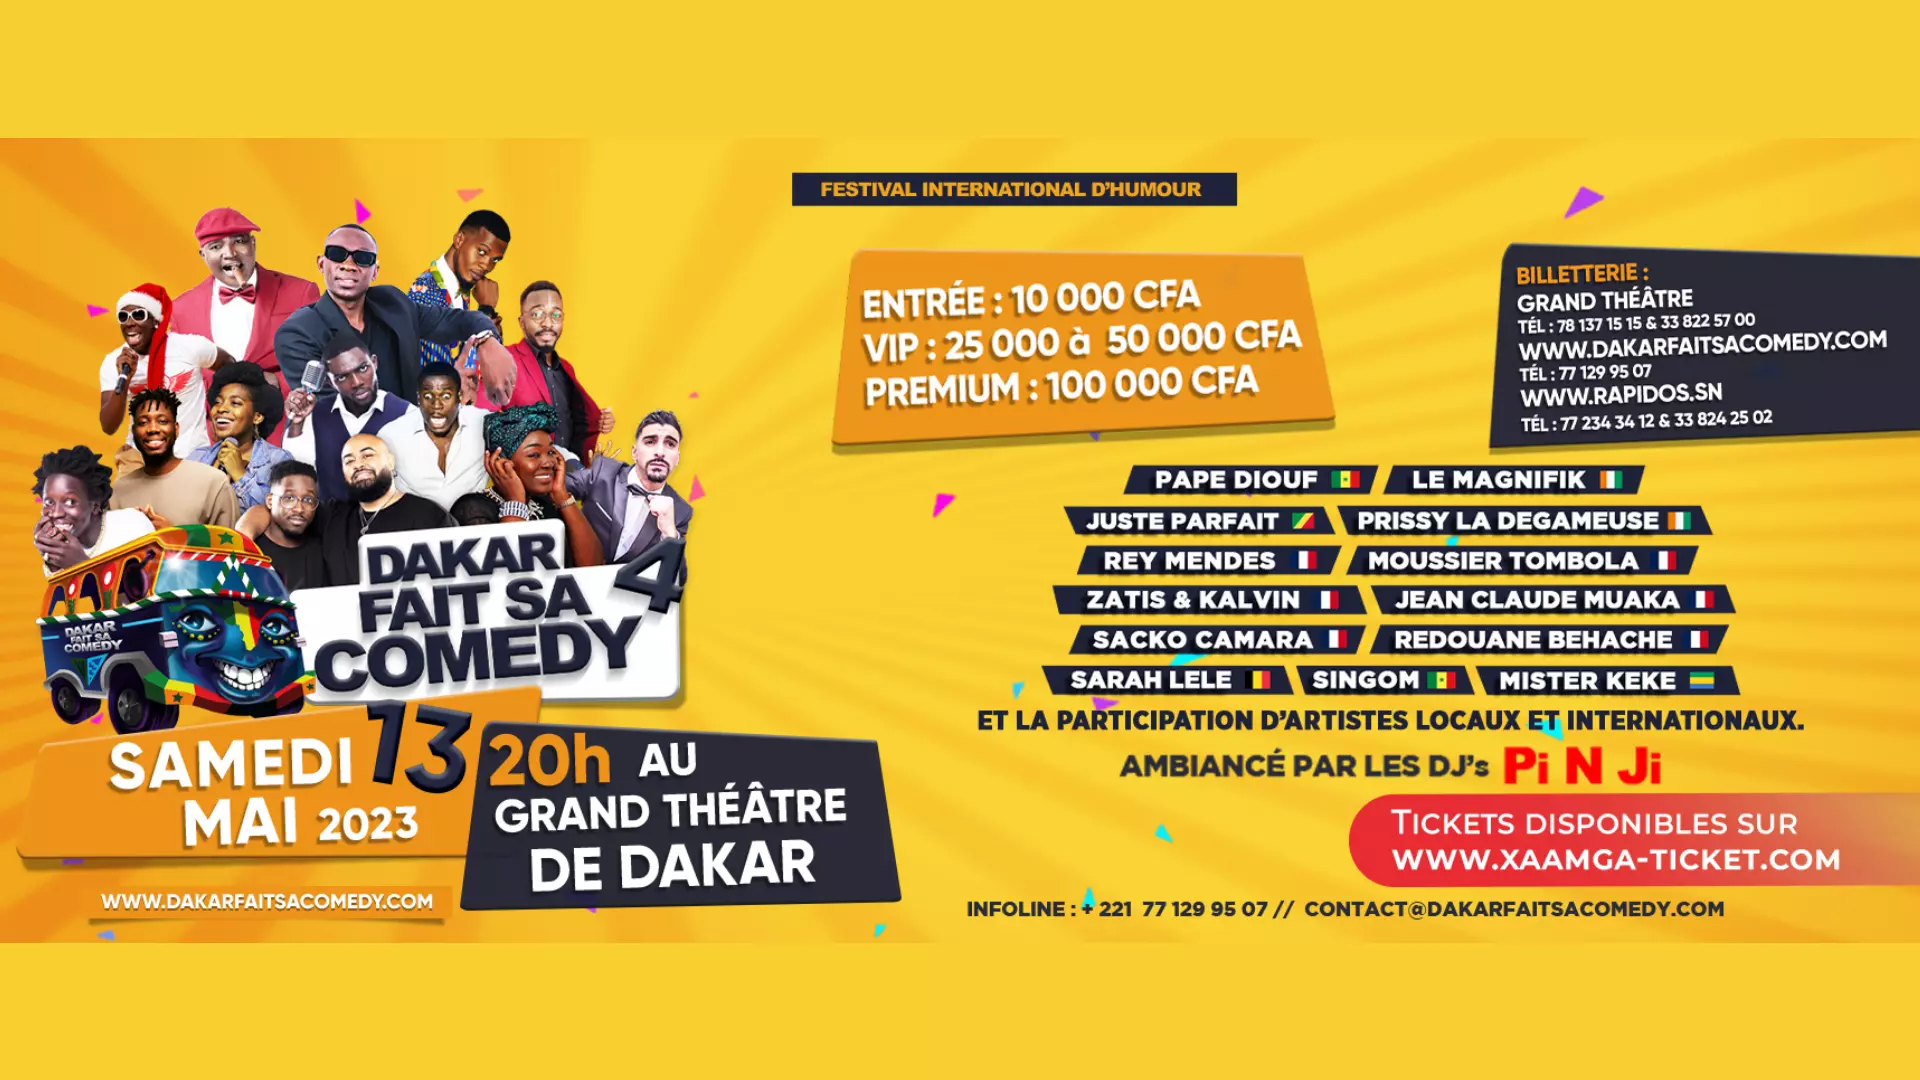 FESTIVAL INTERNATIONAL D'HUMOUR
ENTRÉE : 10 000 CFA
VIP : 25 000 à 50 000 CFA
PREMIUM : 100 000 CFA
BILLETTERIE :
GRAND THÉÂTRE
TÉL : 78 137 15 15 & 33 822 57 00
WWW.DAKARFAITSACOMEDY.COM
TÉL : 77 129 95 07
WWW.RAPIDOS.SN
TÉL : 77 234 34 12 & 33 824 25 02
DAKAR
FAIT SA 4
COMEDY
DAKAR
FAIT SA
COMEDY
SAMEDI 13
MAI 2023
20h AU
GRAND THÉÂTRE
DE DAKAR
WWW.DAKARFAITSACOMEDY.COM
PAPE DIOUF LE MAGNIFIK
JUSTE PARFAIT PRISSY LA DEGAMEUSE
REY MENDES MOUSSIER TOMBOLA
ZATIS & KALVIN JEAN CLAUDE MUAKA
SACKO CAMARA REDOUANE BEHACHE
SARAH LELE SINGOM MISTER KEKE
ET LA PARTICIPATION D'ARTISTES LOCAUX ET INTERNATIONAUX.
AMBIANCÉ PAR LES DJ's Pi N Ji
TICKETS DISPONIBLES SUR
WWW.XAAMGA-TICKET.COM
INFOLINE : + 221 77 129 95 07 // CONTACT@DAKARFAITSACOMEDY.COM